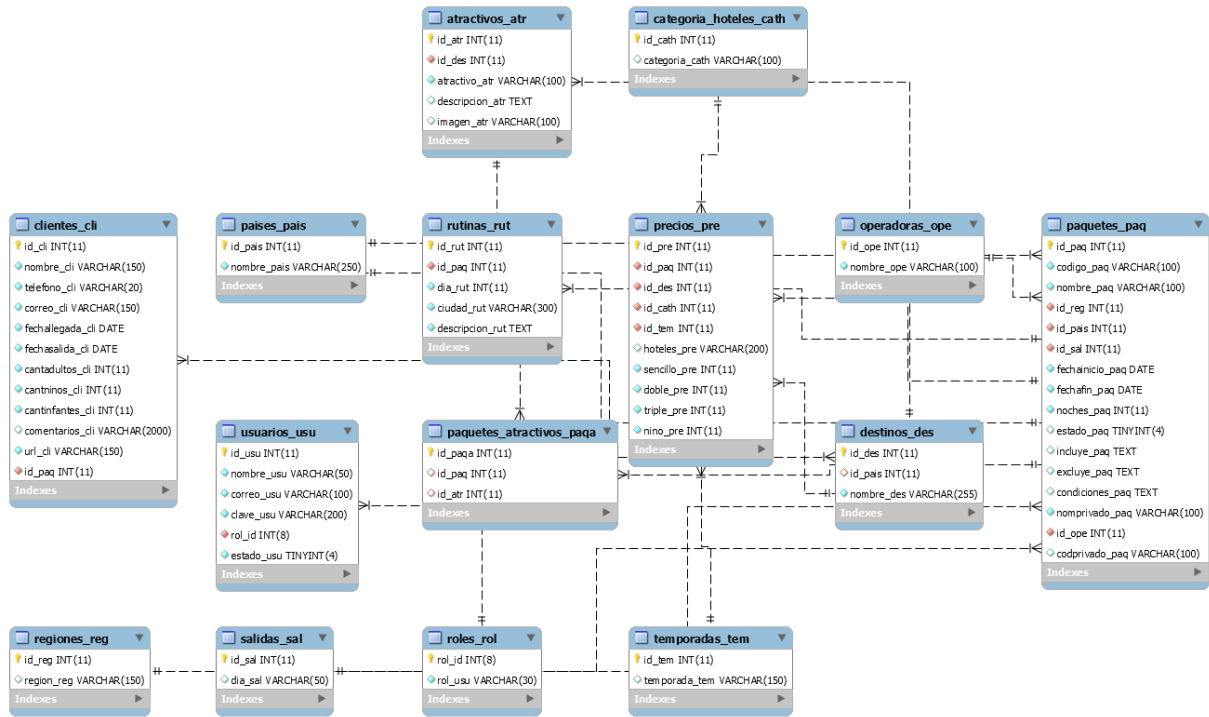 atractivos_atr
id_atr INT(11)
id_des INT(11)
atractivo_atr VARCHAR(100)
descripcion_atr TEXT
imagen_atr VARCHAR(100)
Indexes
categoria_hoteles_cath
id_cath INT(11)
categoria_cath VARCHAR(100)
Indexes
clientes_cli
id_cli INT(11)
nombre_cli VARCHAR(150)
telefono_cli VARCHAR(20)
correo_cli VARCHAR(150)
fechallegada_cli DATE
fechasalida_cli DATE
cantadultos_cli INT(11)
cantninos_cli INT(11)
cantinfantes_cli INT(11)
comentarios_cli VARCHAR(2000)
url_cli VARCHAR(150)
id_paq INT(11)
Indexes
paises_pais
id_pais INT(11)
nombre_pais VARCHAR(250)
Indexes
rutinas_rut
id_rut INT(11)
id_paq INT(11)
dia_rut INT(11)
ciudad_rut VARCHAR(300)
descripcion_rut TEXT
Indexes
precios_pre
id_pre INT(11)
id_paq INT(11)
id_des INT(11)
id_cath INT(11)
id_tem INT(11)
hoteles_pre VARCHAR(200)
sencillo_pre INT(11)
doble_pre INT(11)
triple_pre INT(11)
nino_pre INT(11)
Indexes
operadoras_ope
id_ope INT(11)
nombre_ope VARCHAR(100)
Indexes
paquetes_paq
id_paq INT(11)
codigo_paq VARCHAR(100)
nombre_paq VARCHAR(100)
id_reg INT(11)
id_pais INT(11)
id_sal INT(11)
fechainicio_paq DATE
fechafin_paq DATE
noches_paq INT(11)
estado_paq TINYINT(4)
incluye_paq TEXT
excluye_paq TEXT
condiciones_paq TEXT
nomprivado_paq VARCHAR(100)
id_ope INT(11)
codprivado_paq VARCHAR(100)
Indexes
usuarios_usu
id_usu INT(11)
nombre_usu VARCHAR(50)
correo_usu VARCHAR(100)
clave_usu VARCHAR(200)
rol_id INT(8)
estado_usu TINYINT(4)
Indexes
paquetes_atractivos_paqa
id_paqa INT(11)
id_paq INT(11)
id_atr INT(11)
Indexes
destinos_des
id_des INT(11)
id_pais INT(11)
nombre_des VARCHAR(255)
Indexes
regiones_reg
id_reg INT(11)
region_reg VARCHAR(150)
Indexes
salidas_sal
id_sal INT(11)
dia_sal VARCHAR(50)
Indexes
roles_rol
rol_id INT(8)
rol_usu VARCHAR(30)
Indexes
temporadas_tem
id_tem INT(11)
temporada_tem VARCHAR(150)
Indexes